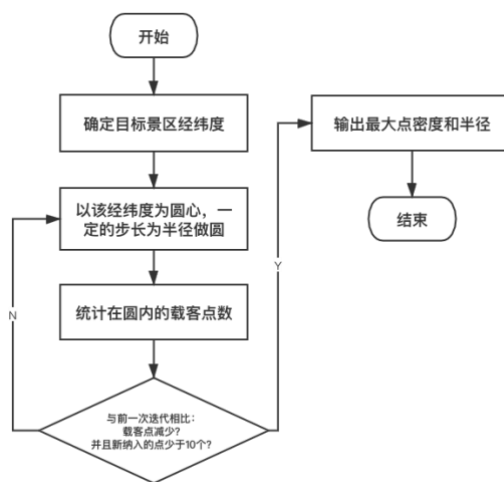 开始
确定目标景区经纬度
以该经纬度为圆心，一
定的步长为半径做圆
统计在圆内的载客点数
与前一次迭代相比：
载客点减少？
并且新纳入的点少于10个？
N
Y
输出最大点密度和半径
结束